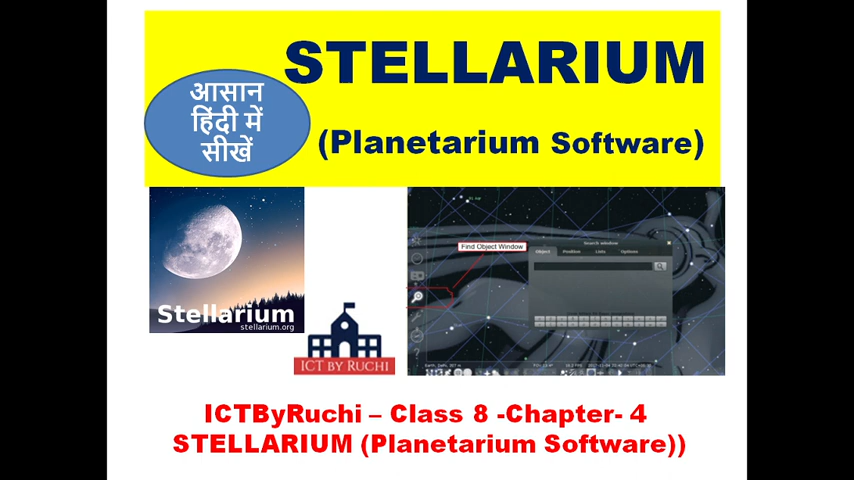 STELLARIUM
आसान
हिंदी में
सीखें
(Planetarium Software)
Find Object Window
Search window
Object Position Lists Options
Stellarium
stellarium.org
ICT BY RUCHI
ICTByRuchi – Class 8 -Chapter- 4
STELLARIUM (Planetarium Software))